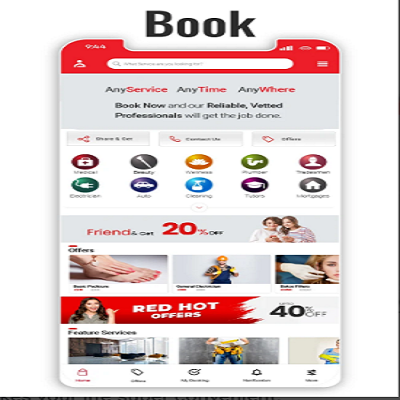 Book
9:44
What Service are you looking for?
AnyService AnyTime AnyWhere
Book Now and our Reliable, Vetted
Professionals will get the job done.
Share & Get
Contact Us
Offers
Medical
Beauty
Wellness
Plumber
Tradesmen
Electrician
Auto
Cleaning
Tutors
Mortgages
Friend & Get 20% OFF
Offers
Book Pedicure
General Electrician
RED HOT
OFFERS
UPTO
40% OFF
Feature Services
Home
Offers
My Booking
Notification
More